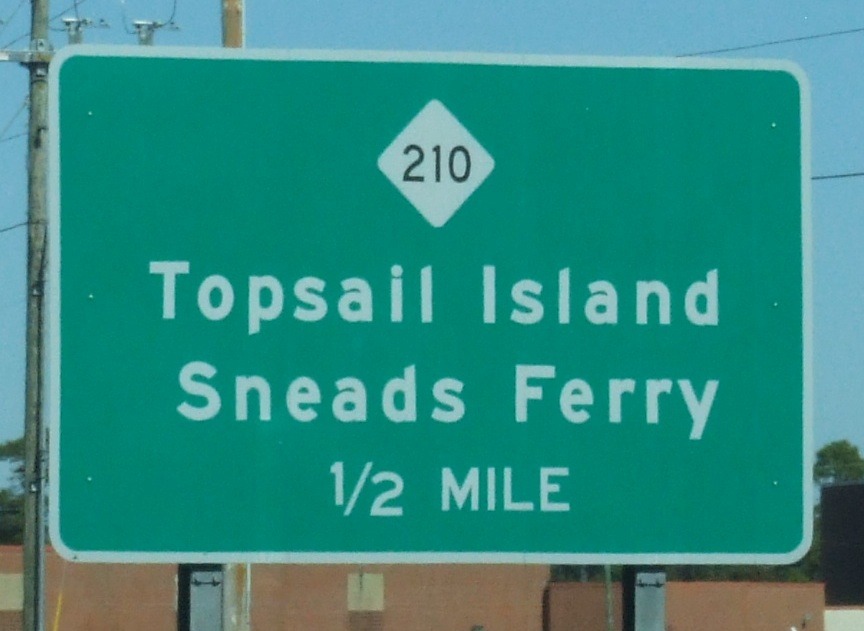 210
Topsail Island
Sneads Ferry
1/2 MILE